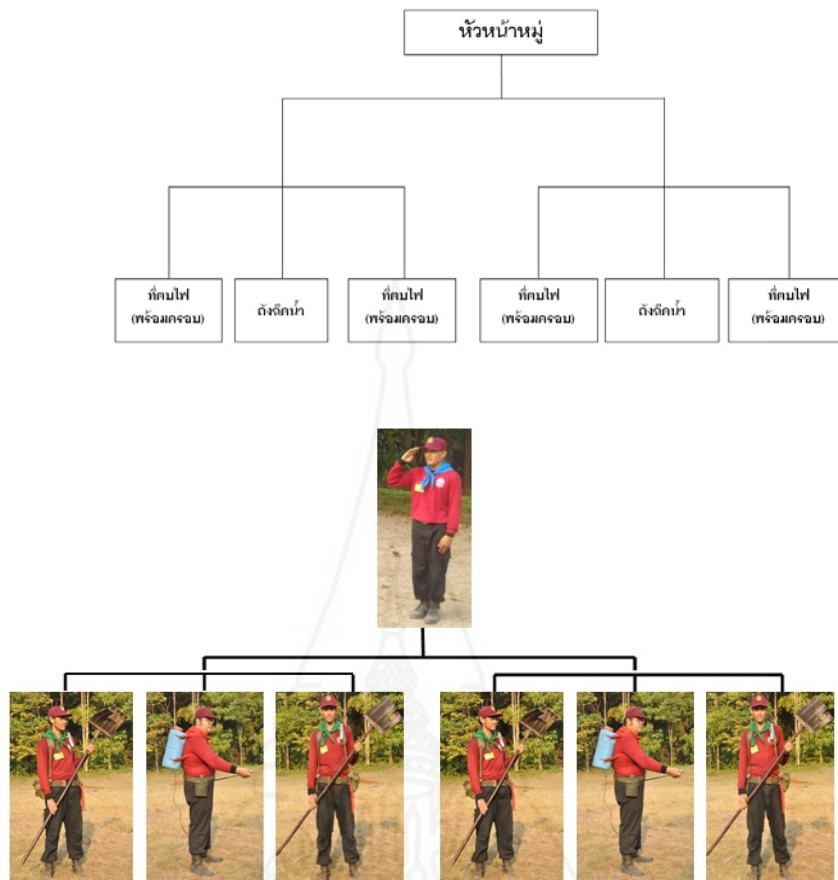 หัวหน้าหมู่
ที่ตบไฟ
(พร้อมครอบ)
ถังฉีดน้ำ
ที่ตบไฟ
(พร้อมครอบ)
ที่ตบไฟ
(พร้อมครอบ)
ถังฉีดน้ำ
ที่ตบไฟ
(พร้อมครอบ)